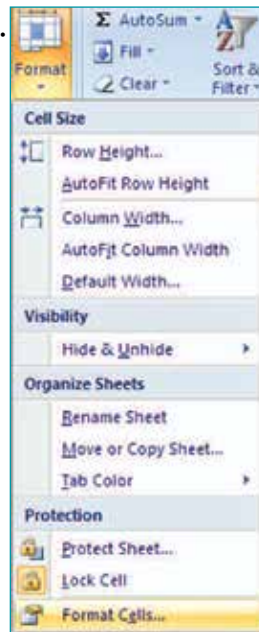 Format
Σ AutoSum
Fill
Clear
Sort &
Filter
Cell Size
Row Height...
AutoFit Row Height
Column Width...
AutoFit Column Width
Default Width...
Visibility
Hide & Unhide
Organize Sheets
Rename Sheet
Move or Copy Sheet...
Tab Color
Protection
Protect Sheet...
Lock Cell
Format Cells...